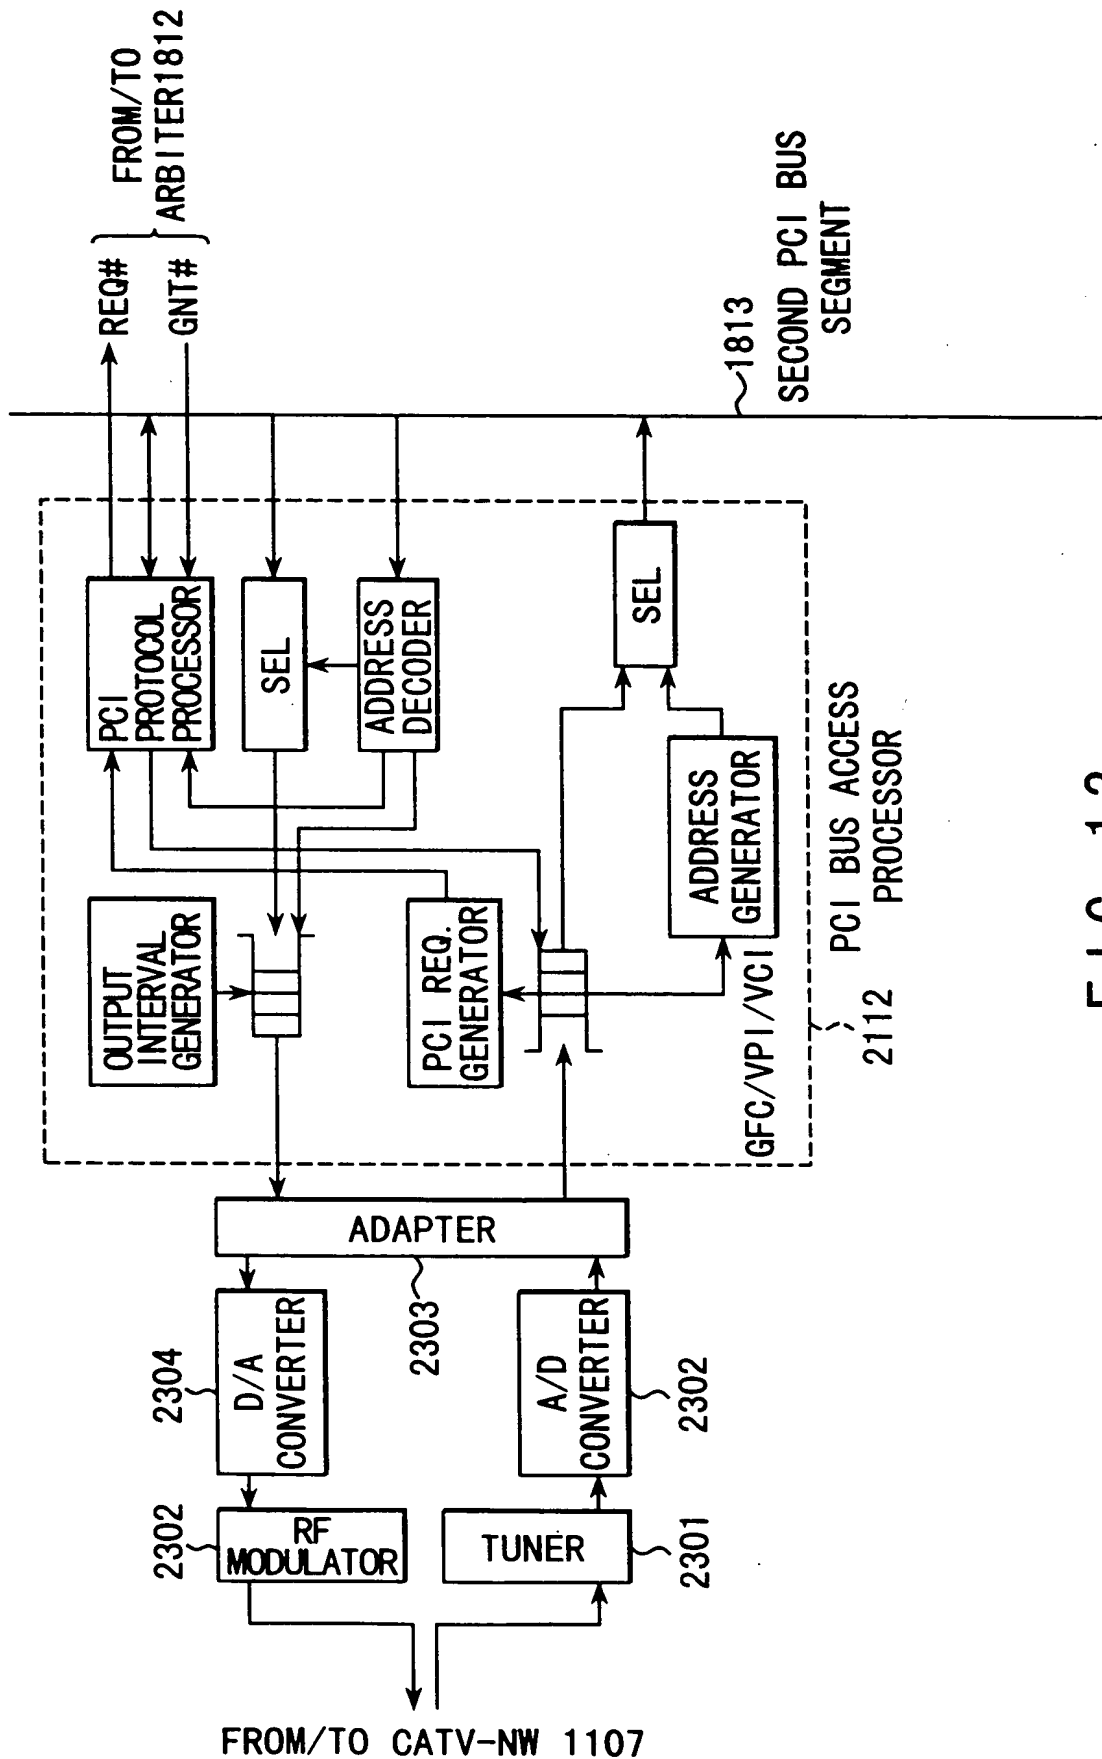 FROM/TO
ARBITER1812
REQ#
GNT#
1813
SECOND PCI BUS
SEGMENT
PCI
PROTOCOL
PROCESSOR
SEL
ADDRESS
DECODER
SEL
OUTPUT
INTERVAL
GENERATOR
PCI REQ.
GENERATOR
ADDRESS
GENERATOR
GFC/VPI/VCI
PCI BUS ACCESS
PROCESSOR
2112
ADAPTER
2303
2304
D/A
CONVERTER
A/D
CONVERTER
2302
2302
RF
MODULATOR
TUNER
2301
FROM/TO CATV-NW 1107